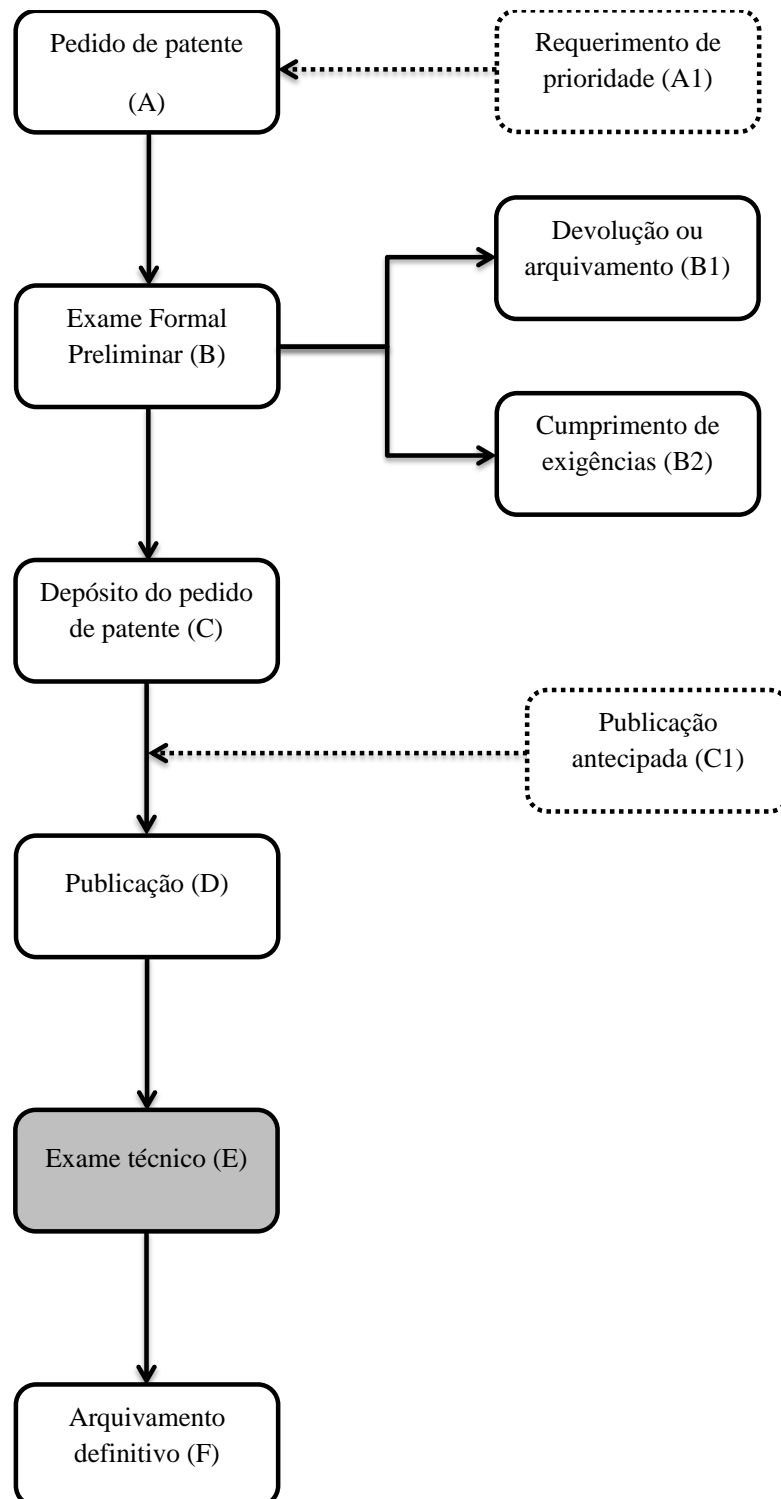 Pedido de patente
(A)
Requerimento de
prioridade (A1)
Devolução ou
arquivamento (B1)
Exame Formal
Preliminar (B)
Cumprimento de
exigências (B2)
Depósito do pedido
de patente (C)
Publicação
antecipada (C1)
Publicação (D)
Exame técnico (E)
Arquivamento
definitivo (F)